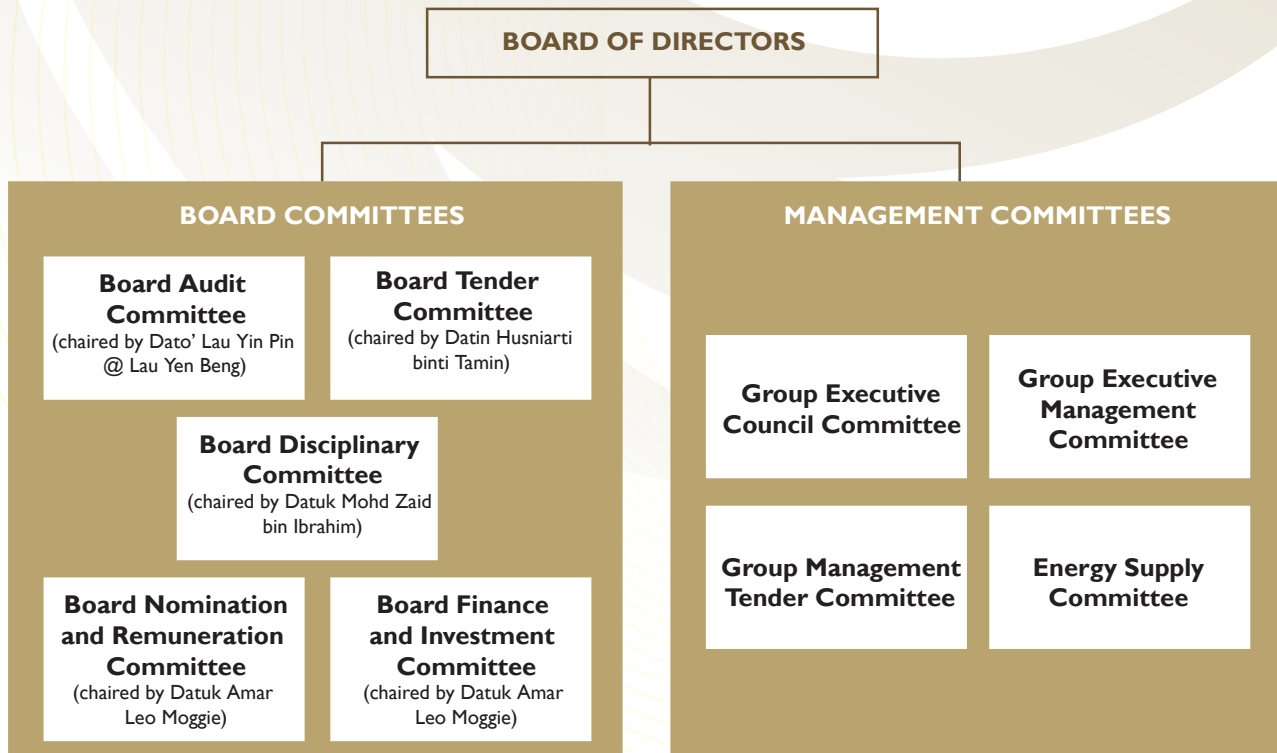 BOARD OF DIRECTORS
BOARD COMMITTEES
Board Audit
Committee
(chaired by Dato’ Lau Yin Pin
@ Lau Yen Beng)
Board Tender
Committee
(chaired by Datin Husniarti
binti Tamin)
Board Disciplinary
Committee
(chaired by Datuk Mohd Zaid
bin Ibrahim)
Board Nomination
and Remuneration
Committee
(chaired by Datuk Amar
Leo Moggie)
Board Finance
and Investment
Committee
(chaired by Datuk Amar
Leo Moggie)
MANAGEMENT COMMITTEES
Group Executive
Council Committee
Group Executive
Management
Committee
Group Management
Tender Committee
Energy Supply
Committee